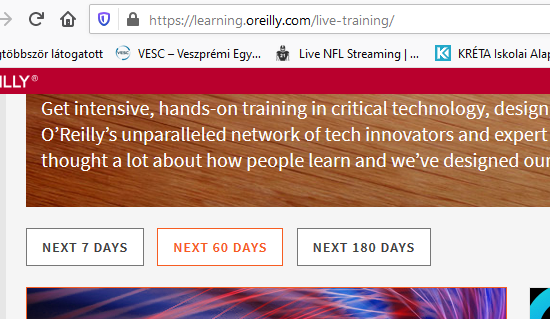 https://learning.oreilly.com/live-training/
gtöbbször látogatott VESC – Veszprémi Egy... Live NFL Streaming | ... KRÉTA Iskolai Alap
ILLY®
Get intensive, hands-on training in critical technology, design
O'Reilly's unparalleled network of tech innovators and expert
thought a lot about how people learn and we've designed our
NEXT 7 DAYS NEXT 60 DAYS NEXT 180 DAYS